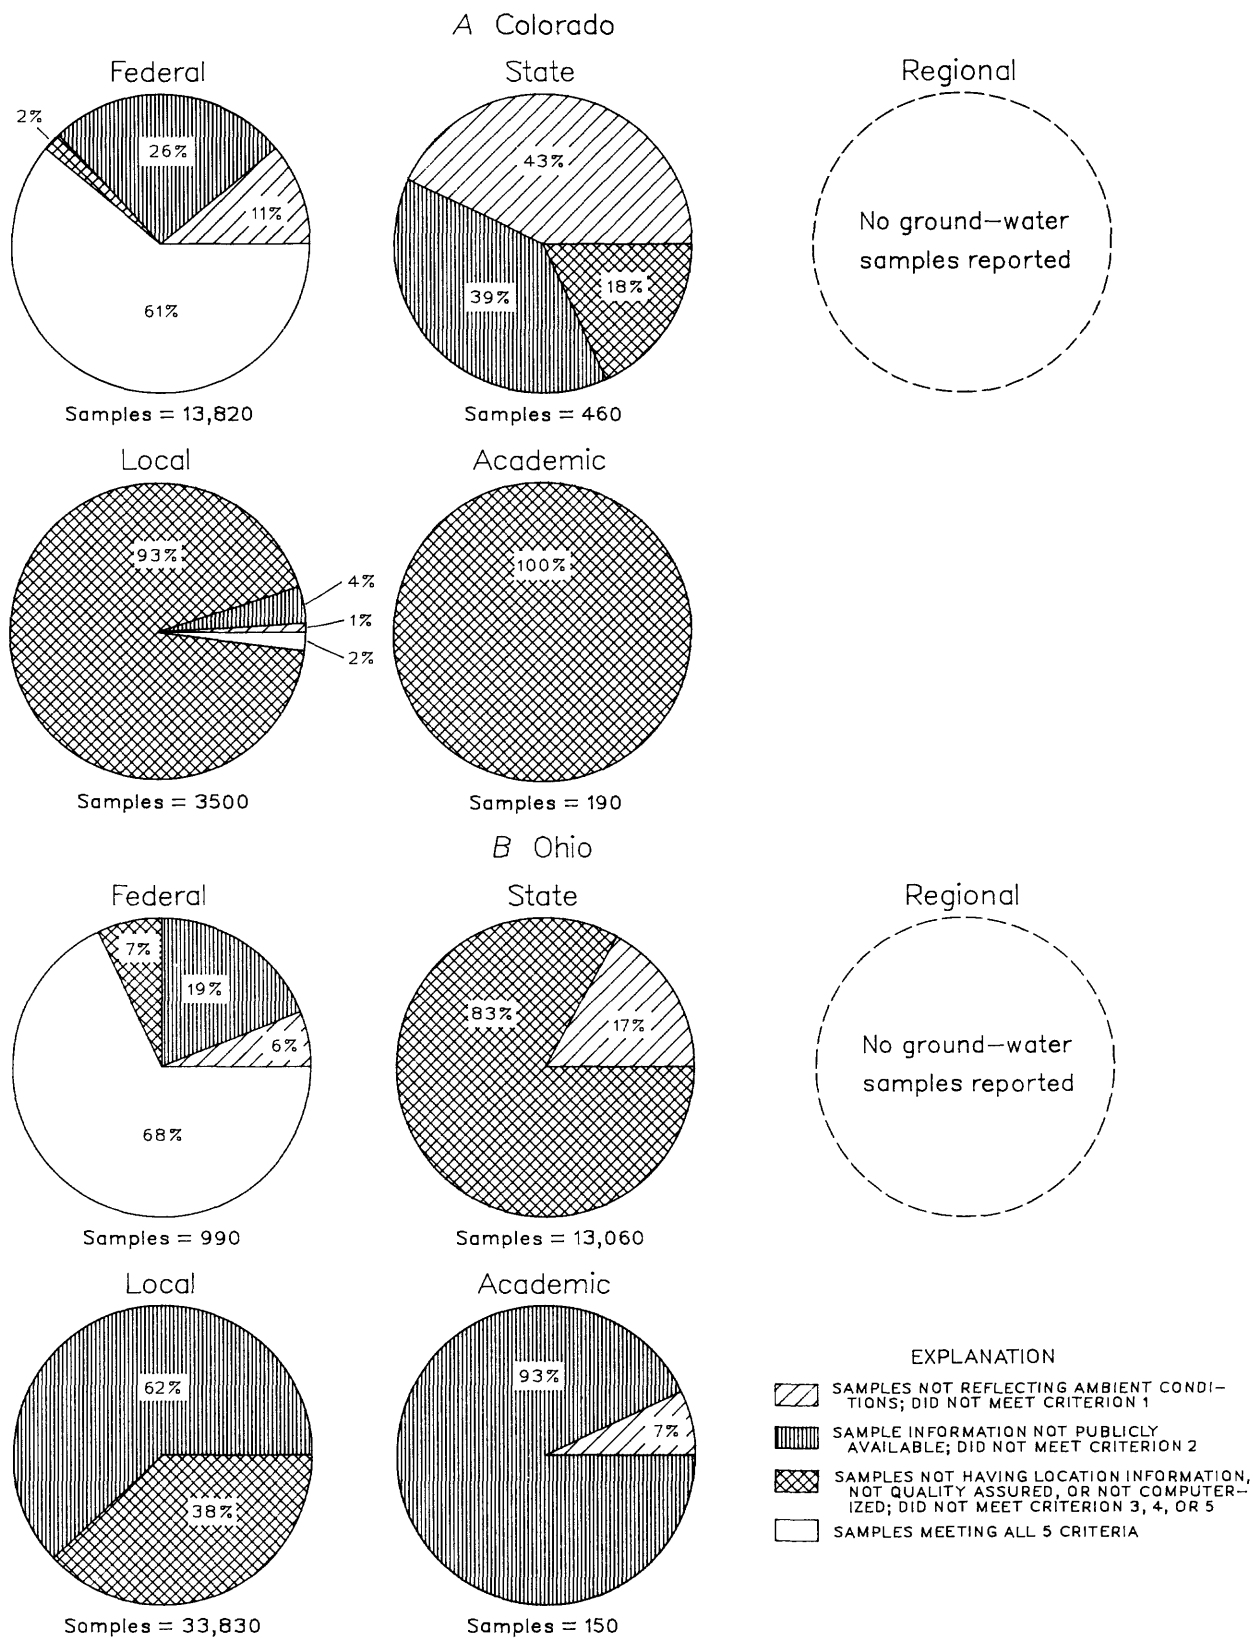 A Colorado
Federal
State
Regional
2%
26%
11%
61%
43%
39%
18%
No ground—water
samples reported
Samples = 13,820
Samples = 460
Local
Academic
93%
4%
1%
2%
100%
Samples = 3500
Samples = 190
B Ohio
Federal
State
Regional
7%
19%
6%
68%
83%
17%
No ground—water
samples reported
Samples = 990
Samples = 13,060
Local
Academic
62%
38%
93%
7%
Samples = 33,830
Samples = 150
EXPLANATION
SAMPLES NOT REFLECTING AMBIENT CONDI—
TIONS; DID NOT MEET CRITERION 1
SAMPLE INFORMATION NOT PUBLICLY
AVAILABLE; DID NOT MEET CRITERION 2
SAMPLES NOT HAVING LOCATION INFORMATION,
NOT QUALITY ASSURED, OR NOT COMPUTER—
IZED; DID NOT MEET CRITERION 3, 4, OR 5
SAMPLES MEETING ALL 5 CRITERIA